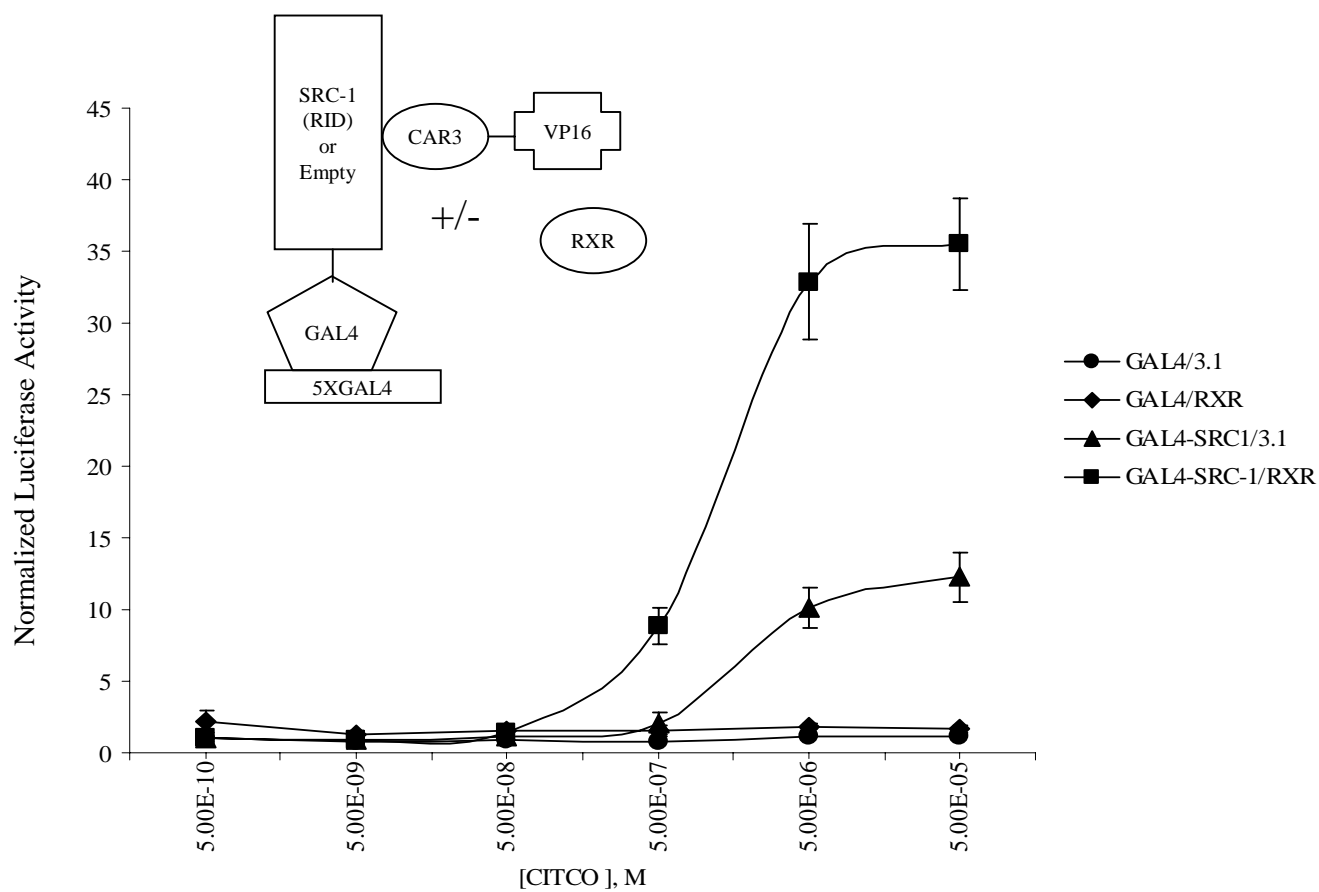 SRC-1
(RID)
or
Empty
CAR3
VP16
+/-
RXR
GAL4
5XGAL4
Normalized Luciferase Activity
45
40
35
30
25
20
15
10
5
0
5.00E-10
5.00E-09
5.00E-08
5.00E-07
5.00E-06
5.00E-05
[CITCO ], M
GAL4/3.1
GAL4/RXR
GAL4-SRC1/3.1
GAL4-SRC-1/RXR